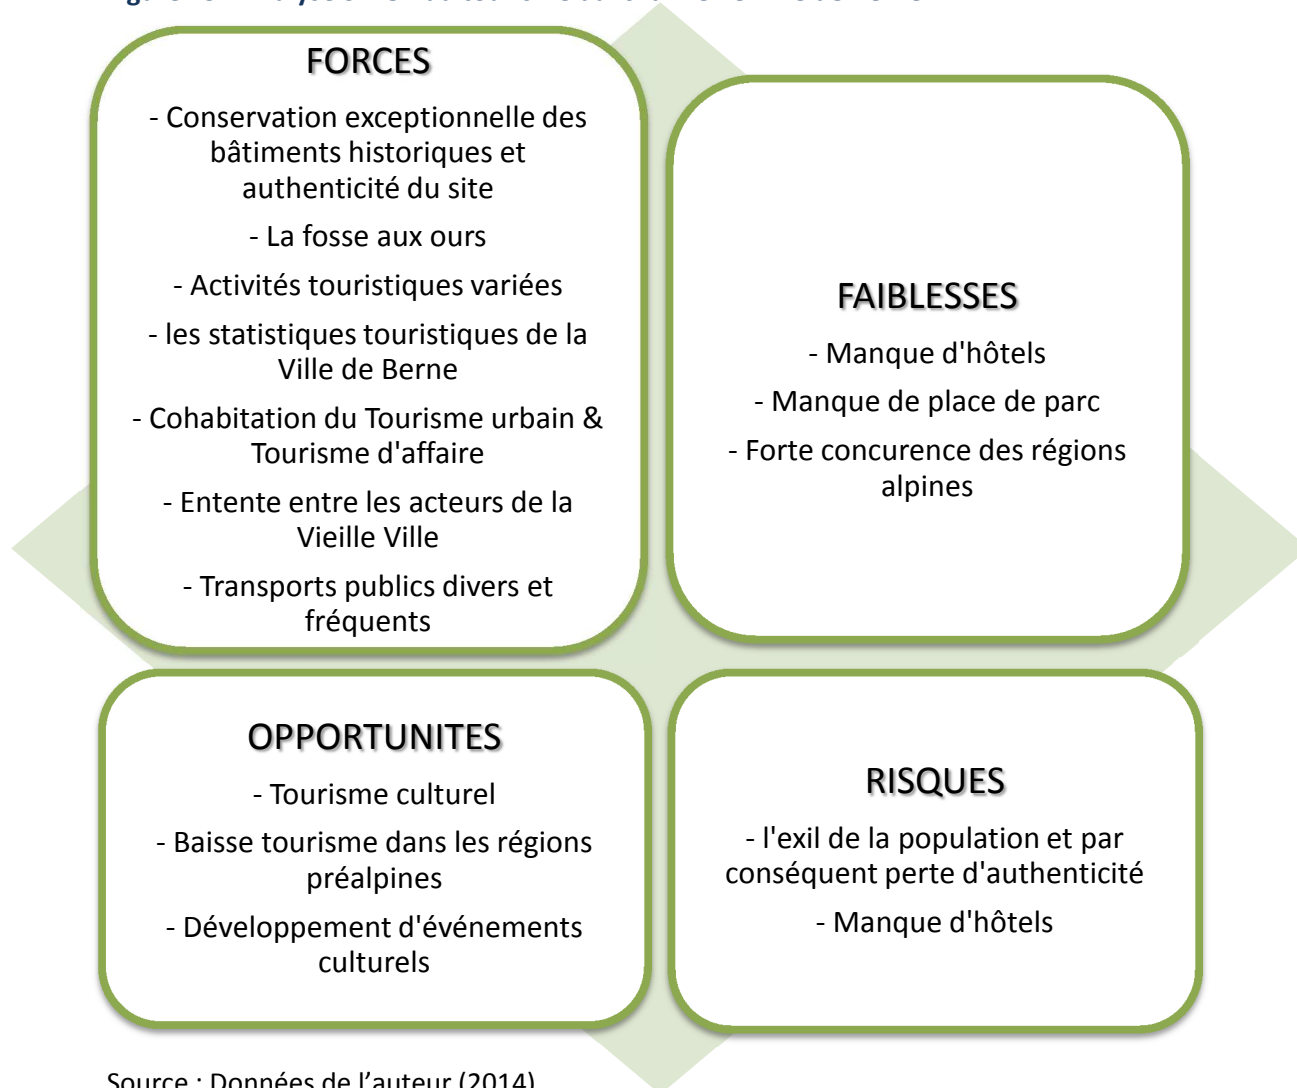 FORCES
- Conservation exceptionnelle des
bâtiments historiques et
authenticité du site
- La fosse aux ours
- Activités touristiques variées
- les statistiques touristiques de la
Ville de Berne
- Cohabitation du Tourisme urbain &
Tourisme d'affaire
- Entente entre les acteurs de la
Vieille Ville
- Transports publics divers et
fréquents
FAIBLESSES
- Manque d'hôtels
- Manque de place de parc
- Forte concurence des régions
alpines
OPPORTUNITES
- Tourisme culturel
- Baisse tourisme dans les régions
préalpines
- Développement d'événements
culturels
RISQUES
- l'exil de la population et par
conséquent perte d'authenticité
- Manque d'hôtels
Source : Données de l'auteur (2014)